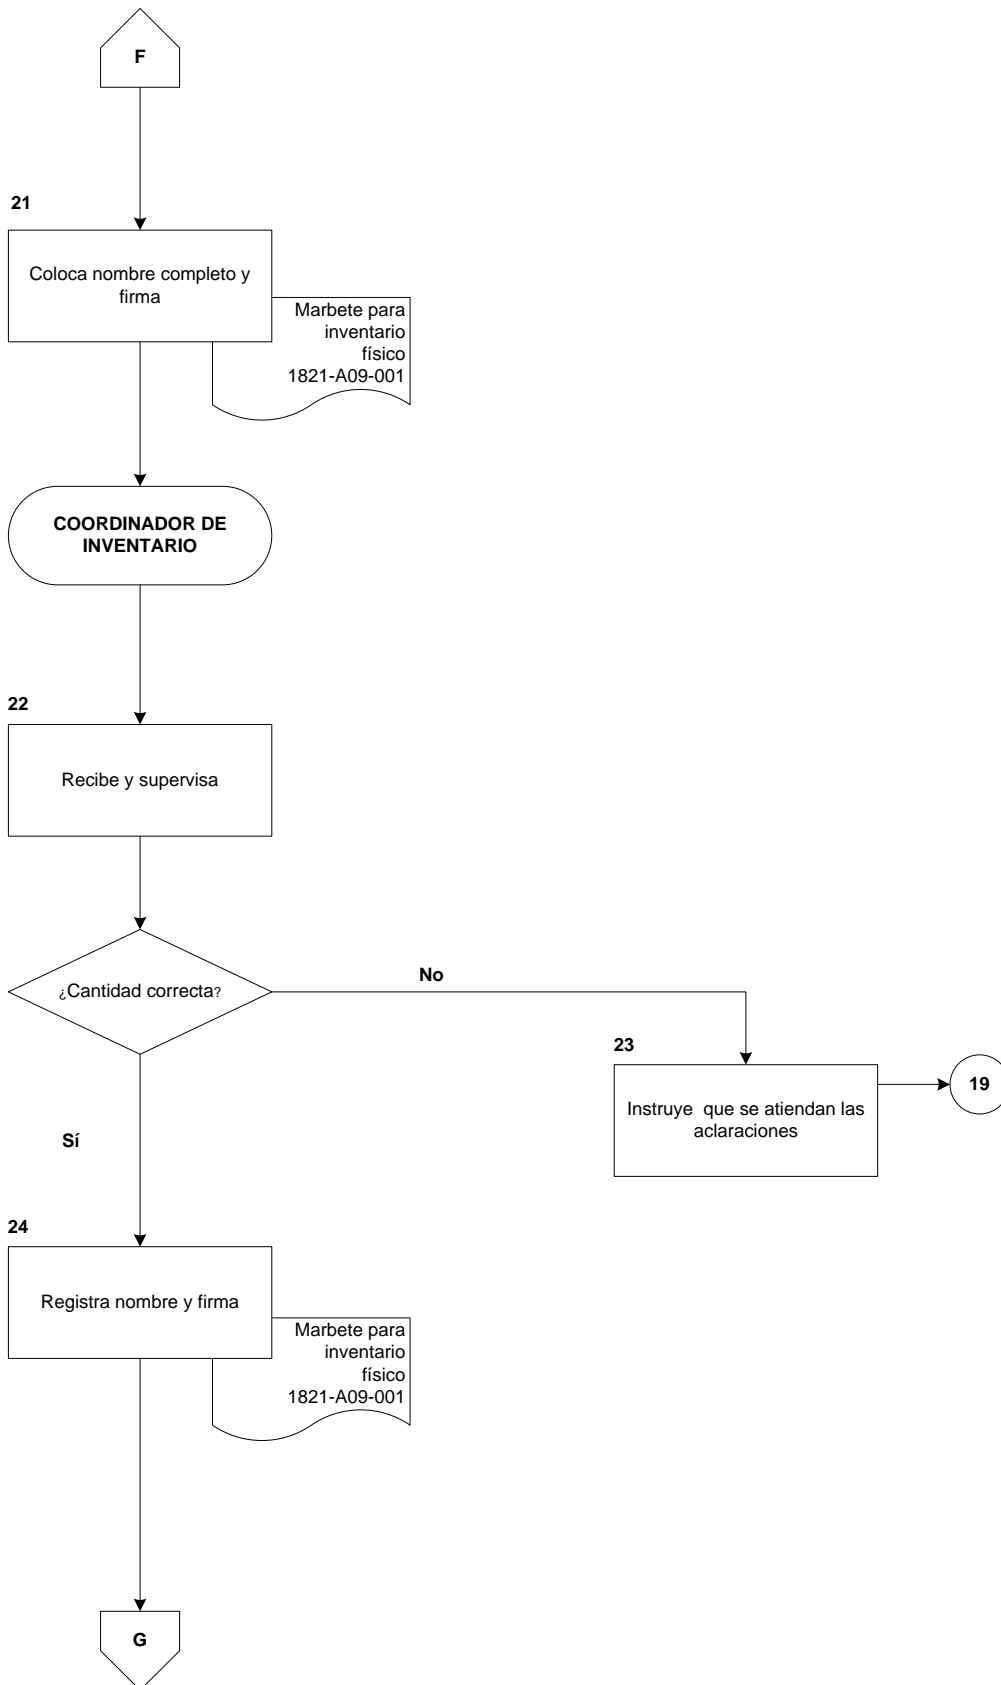 F
21
Coloca nombre completo y
firma
Marbete para
inventario
físico
1821-A09-001
COORDINADOR DE
INVENTARIO
22
Recibe y supervisa
¿Cantidad correcta?
No
23
Instruye  que se atiendan las
aclaraciones
19
Sí
24
Registra nombre y firma
Marbete para
inventario
físico
1821-A09-001
G